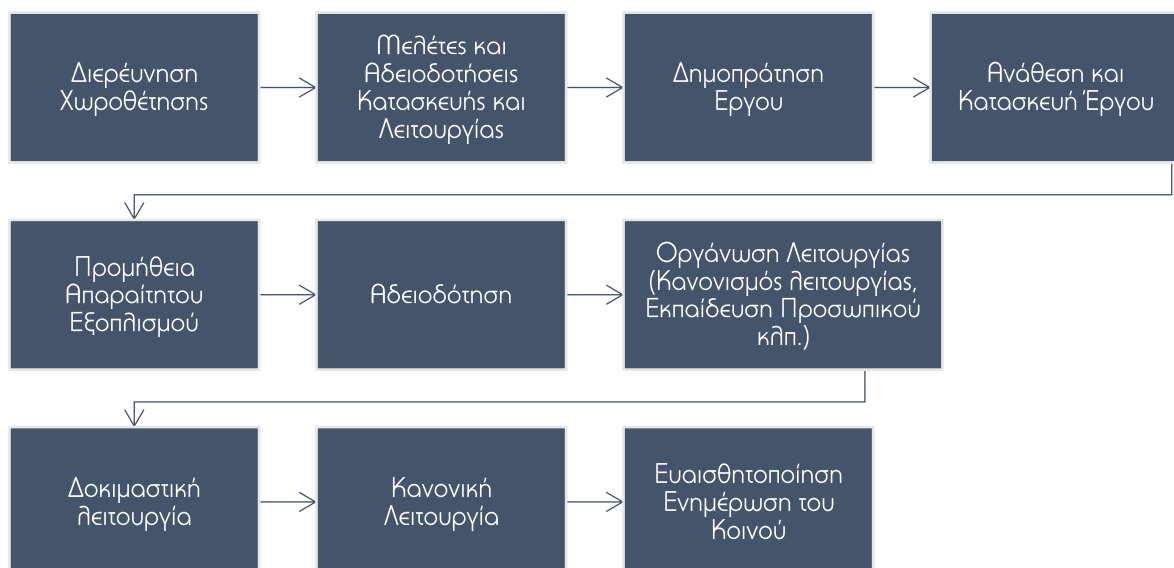 Διερέυνηση
Χωροθέτησης
Μελέτες και
Αδειοδοτήσεις
Κατασκευής και
Λειτουργίας
Δημοπράτηση
Εργου
Ανάθεση και
Κατασκευή Έργου
Προμήθεια
Απαραίτητου
Εξοπλισμού
Αδειοδότηση
Οργάνωση Λειτουργίας
(Κανονισμός λειτουργίας,
Εκπαίδευση Προσωπικού
κλπ.)
Δοκιμαστική
λειτουργία
Κανονική
Λειτουργία
Ευαισθητοποίηση
Ενημέρωση του
Κοινού